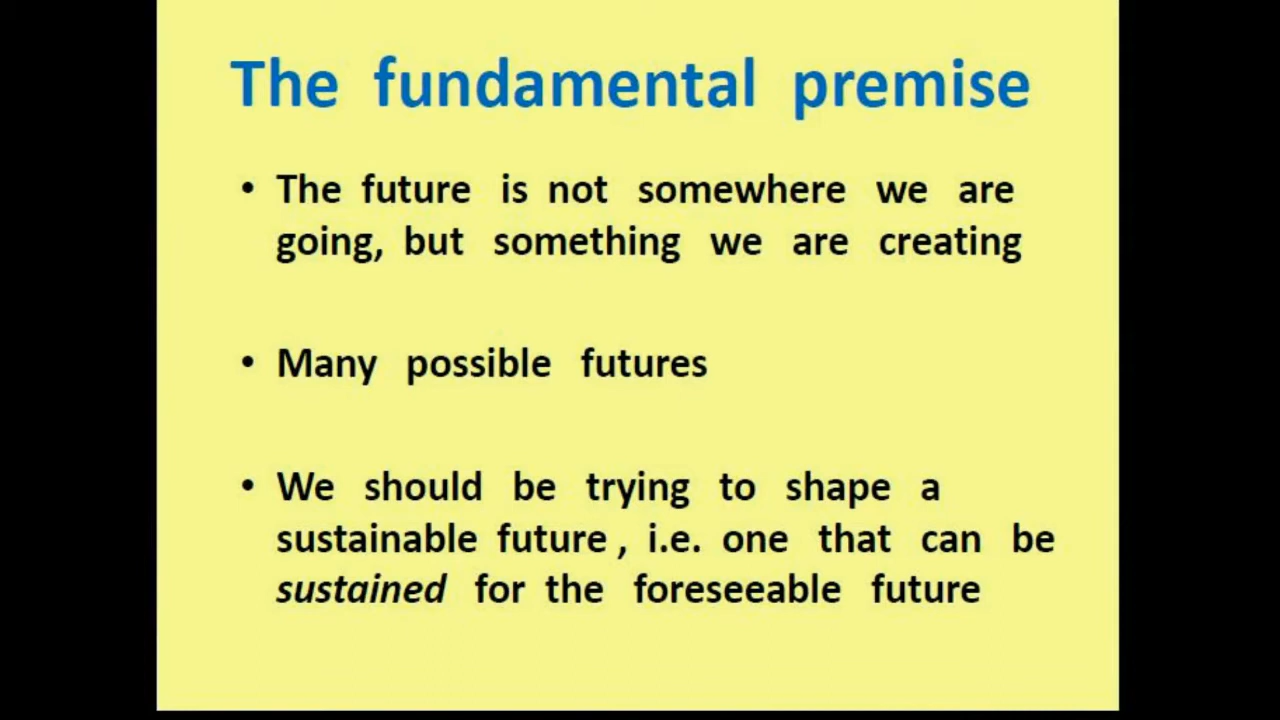 The fundamental premise
• The future is not somewhere we are
going, but something we are creating
• Many possible futures
• We should be trying to shape a
sustainable future , i.e. one that can be
sustained for the foreseeable future